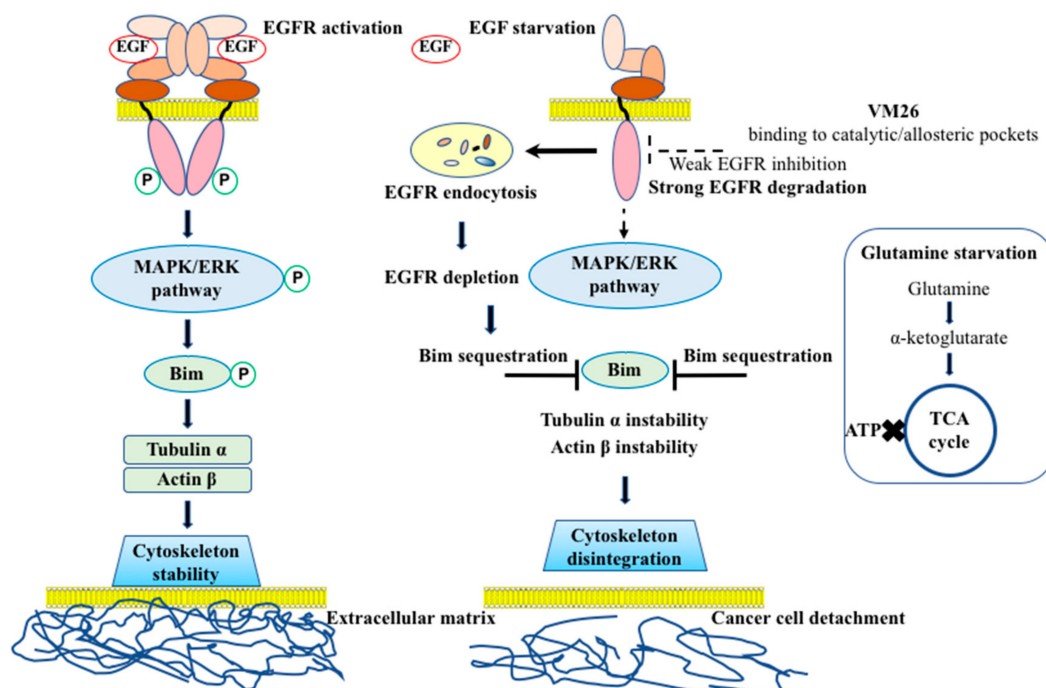 EGF
EGF
EGFR activation
P
P
MAPK/ERK
pathway
P
Bim
P
Tubulin α
Actin β
Cytoskeleton
stability
Extracellular matrix
EGF
EGF starvation
VM26
binding to catalytic/allosteric pockets
Weak EGFR inhibition
Strong EGFR degradation
EGFR endocytosis
EGFR depletion
MAPK/ERK
pathway
Bim sequestration
Bim
Bim sequestration
Tubulin α instability
Actin β instability
Cytoskeleton
disintegration
Cancer cell detachment
Glutamine starvation
Glutamine
α-ketoglutarate
ATP
TCA
cycle